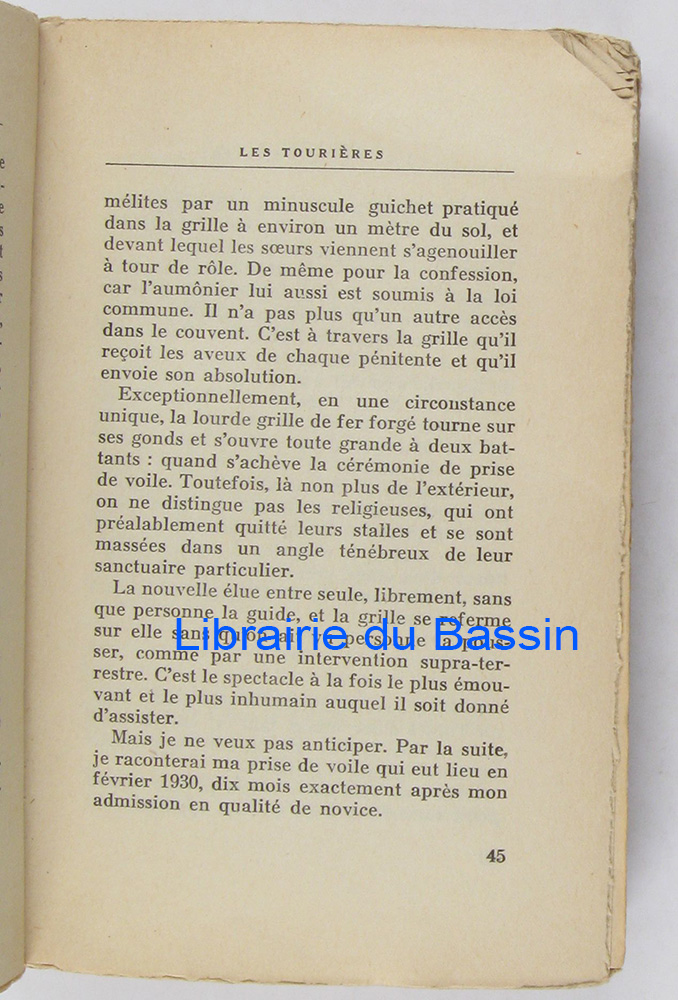 LES TOURIÈRES
mélites par un minuscule guichet pratiqué
dans la grille à environ un mètre du sol, et
devant lequel les sœurs viennent s'agenouiller
à tour de rôle. De même pour la confession,
car l'aumônier lui aussi est soumis à la loi
commune. Il n'a pas plus qu'un autre accès
dans le couvent. C'est à travers la grille qu'il
reçoit les aveux de chaque pénitente et qu'il
envoie son absolution.
Exceptionnellement, en une circonstance
unique, la lourde grille de fer forgé tourne sur
ses gonds et s'ouvre toute grande à deux bat-
tants : quand s'achève la cérémonie de prise
de voile. Toutefois, là non plus de l'extérieur,
on ne distingue pas les religieuses, qui ont
préalablement quitté leurs stalles et se sont
massées dans un angle ténébreux de leur
sanctuaire particulier.
La nouvelle élue entre seule, librement, sans
que personne la guide, et la grille se referme
sur elle sans qu'on ait vu personne la pous-
ser, comme par une intervention supra-ter-
restre. C'est le spectacle à la fois le plus émou-
vant et le plus inhumain auquel il soit donné
d'assister.
Mais je ne veux pas anticiper. Par la suite,
je raconterai ma prise de voile qui eut lieu en
février 1930, dix mois exactement après mon
admission en qualité de novice.
45
Librairie du Bassin